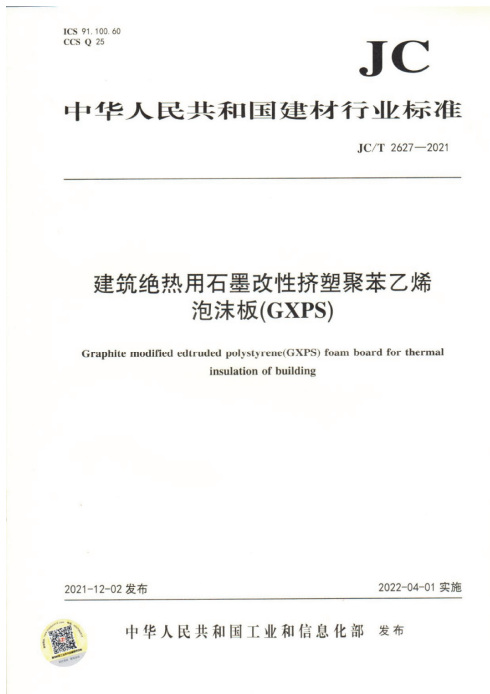 ICS 91.100.60
CCS Q 25
JC
中华人民共和国建材行业标准
JC/T 2627—2021
建筑绝热用石墨改性挤塑聚苯乙烯
泡沫板(GXPS)
Graphite modified edtruded polystyrene(GXPS) foam board for thermal
insulation of building
2021-12-02 发布
2022-04-01 实施
中华人民共和国工业和信息化部 发布